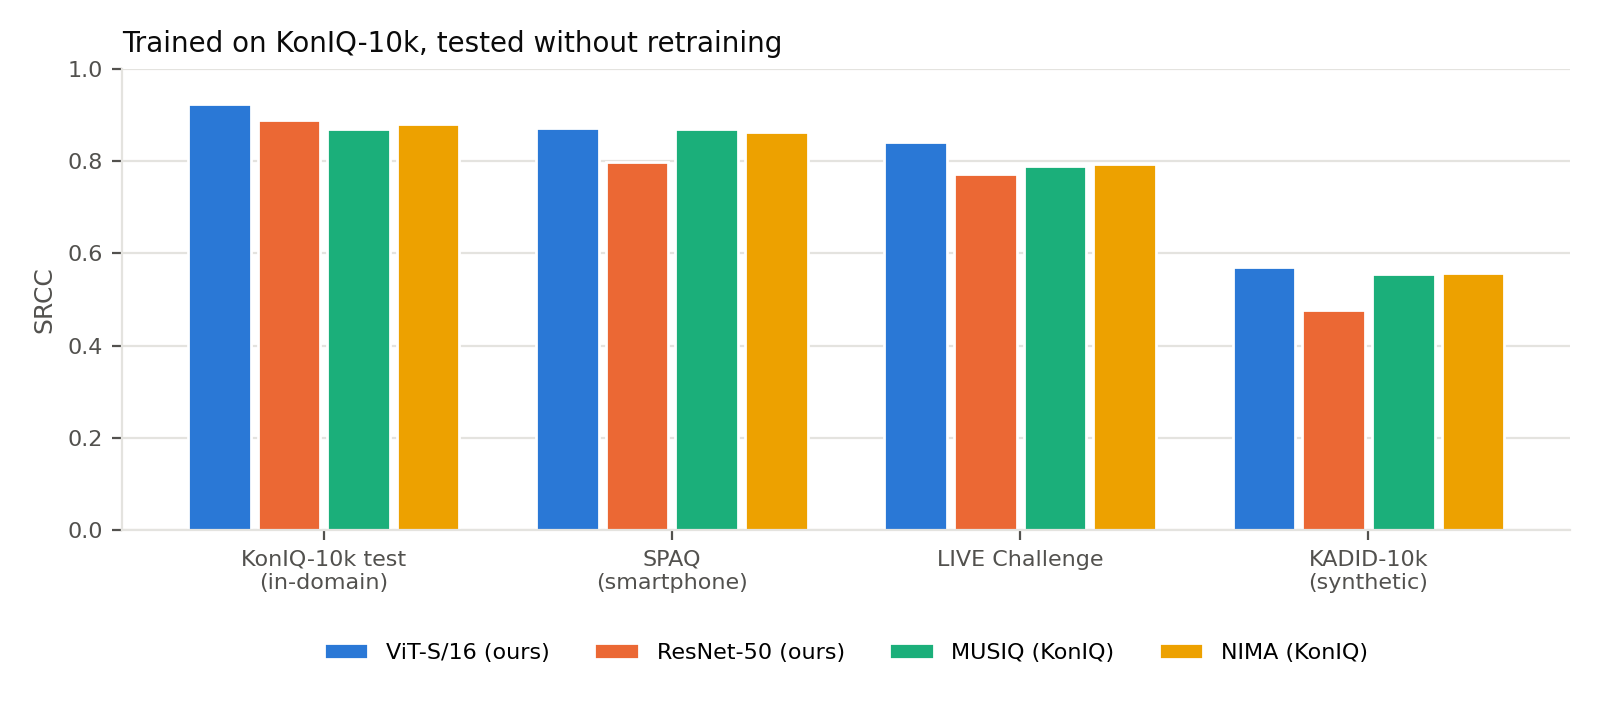 Trained on KonIQ-10k, tested without retraining
1.0
0.8
0.6
0.4
0.2
0.0
SRCC
KonIQ-10k test
(in-domain)
SPAQ
(smartphone)
LIVE Challenge
KADID-10k
(synthetic)
ViT-S/16 (ours)
ResNet-50 (ours)
MUSIQ (KonIQ)
NIMA (KonIQ)